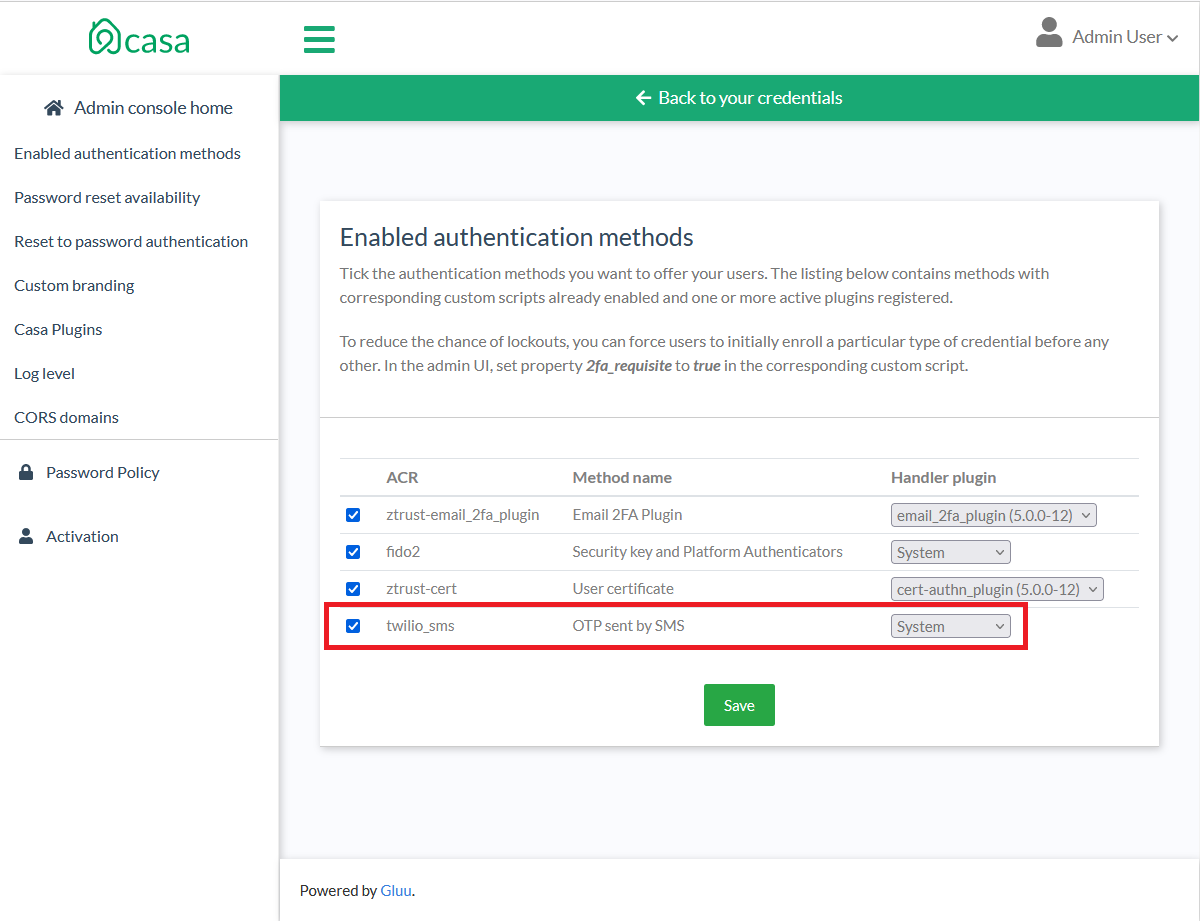 casa
Admin User
Admin console home
Enabled authentication methods
Password reset availability
Reset to password authentication
Custom branding
Casa Plugins
Log level
CORS domains
Password Policy
Activation
Back to your credentials
Enabled authentication methods
Tick the authentication methods you want to offer your users. The listing below contains methods with
corresponding custom scripts already enabled and one or more active plugins registered.
To reduce the chance of lockouts, you can force users to initially enroll a particular type of credential before any
other. In the admin UI, set property 2fa_requisite to true in the corresponding custom script.
ACR Method name Handler plugin
ztrust-email_2fa_plugin Email 2FA Plugin email_2fa_plugin (5.0.0-12)
fido2 Security key and Platform Authenticators System
ztrust-cert User certificate cert-authn_plugin (5.0.0-12)
twilio_sms OTP sent by SMS System
Save
Powered by Gluu.